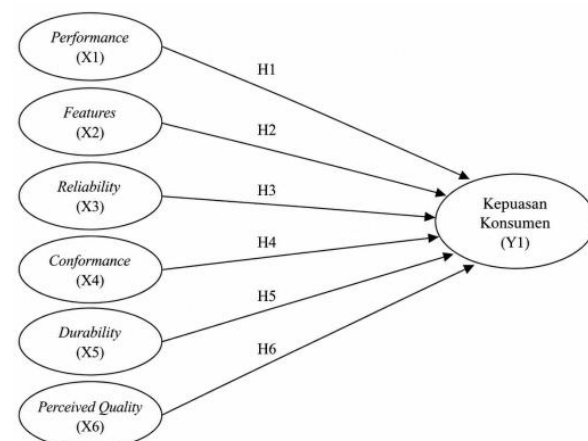 Performance
(X1)
H1
Features
(X2)
H2
Reliability
(X3)
H3
Kepuasan
Konsumen
(Y1)
Conformance
(X4)
H4
Durability
(X5)
H5
Perceived Quality
(X6)
H6